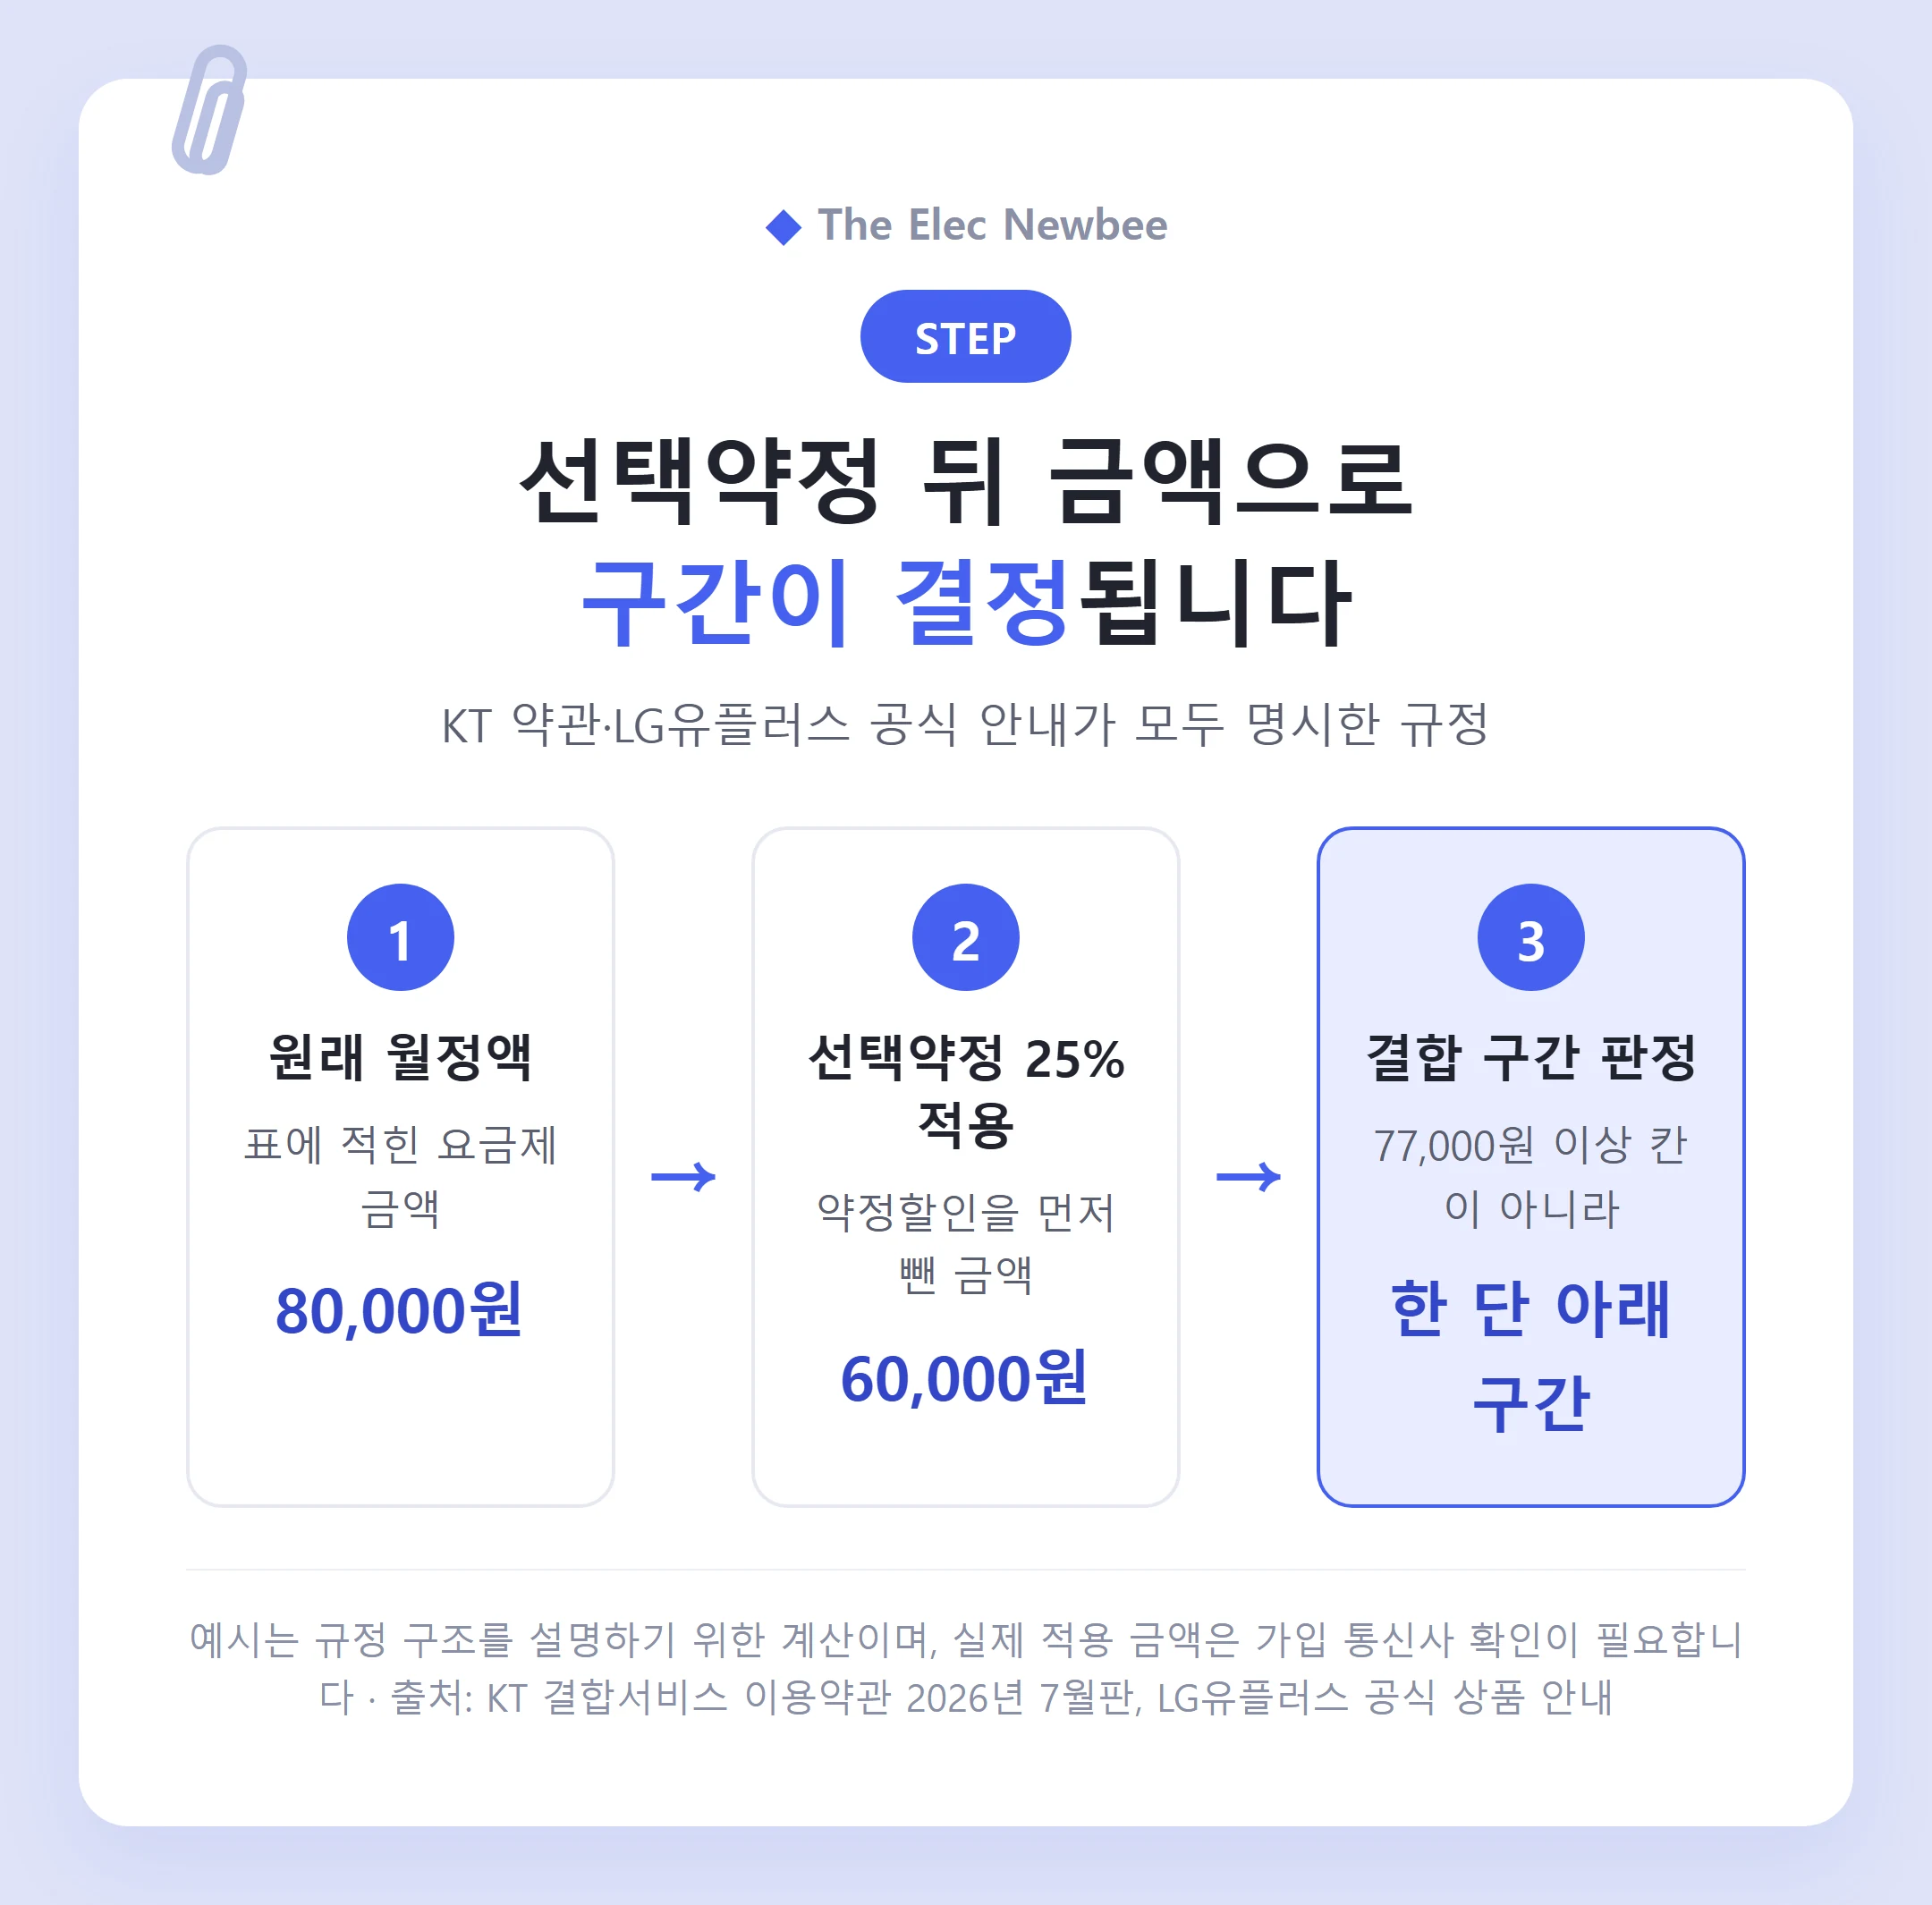 The Elec Newbee
STEP
선택약정 뒤 금액으로
구간이 결정됩니다
KT 약관·LG유플러스 공식 안내가 모두 명시한 규정
1
원래 월정액
표에 적힌 요금제
금액
80,000원
→
2
선택약정 25%
적용
약정할인을 먼저
뺀 금액
60,000원
→
3
결합 구간 판정
77,000원 이상 칸
이 아니라
한 단 아래
구간
예시는 규정 구조를 설명하기 위한 계산이며, 실제 적용 금액은 가입 통신사 확인이 필요합니
다 · 출처: KT 결합서비스 이용약관 2026년 7월판, LG유플러스 공식 상품 안내